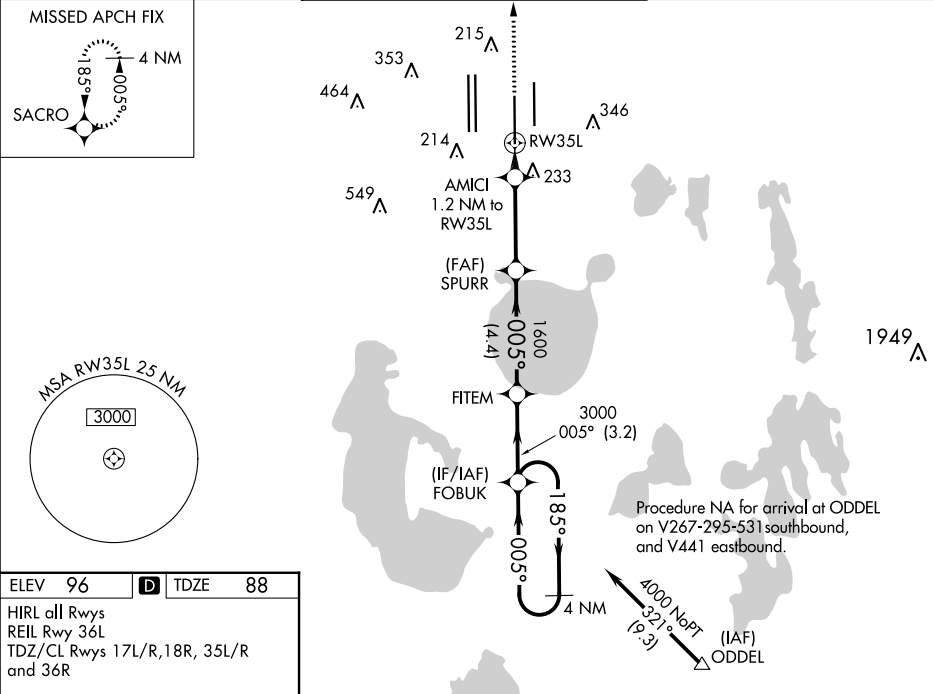 MISSED APCH FIX
4 NM
185°
005°
SACRO
215
353
464
346
214
RW35L
233
AMICI
1.2 NM to
RW35L
549
(FAF)
SPURR
1600
005°
(4.4)
1949
MSA RW35L 25 NM
3000
FITEM
3000
005° (3.2)
(IF/IAF)
FOBUK
185°
005°
4 NM
Procedure NA for arrival at ODDEL
on V267-295-531 southbound,
and V441 eastbound.
4000 NoPT
321°
(9.3)
(IAF)
ODDEL
ELEV 96 D TDZE 88
HIRL all Rwys
REIL Rwy 36L
TDZ/CL Rwys 17L/R,18R, 35L/R
and 36R